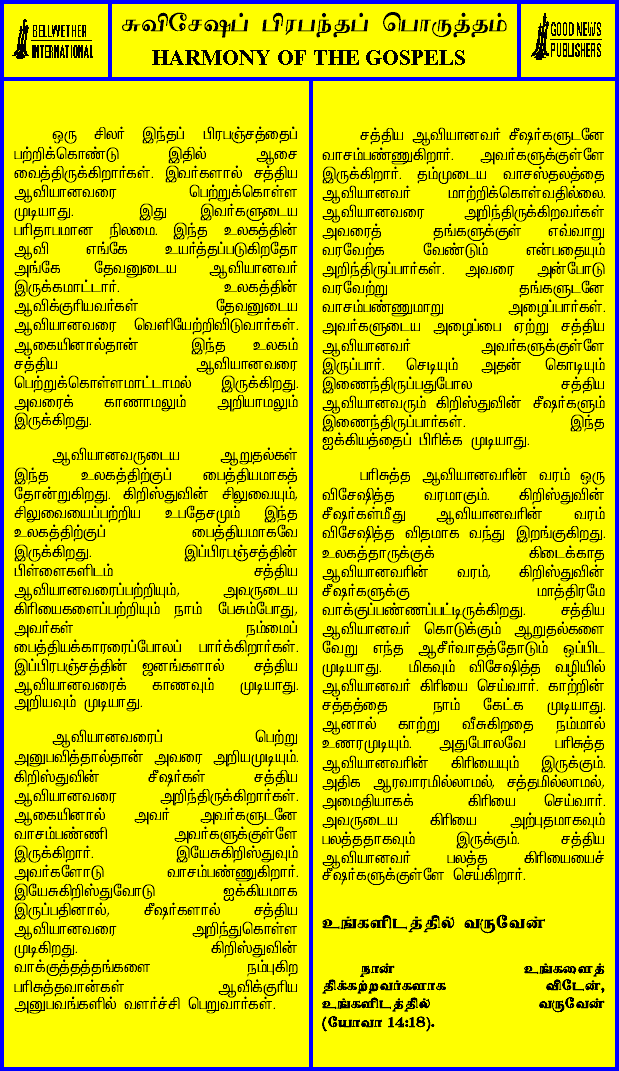 BELLWETHER
INTERNATIONAL
சுவிசேஷப் பிரபந்தப் பொருத்தம்
HARMONY OF THE GOSPELS
GOOD NEWS
PUBLISHERS
ஒரு சிலர் இந்தப் பிரபஞ்சத்தைப்
பற்றிக்கொண்டு இதில் ஆசை
வைத்திருக்கிறார்கள். இவர்களால் சத்திய
ஆவியானவரை பெற்றுக்கொள்ள
முடியாது. இது இவர்களுடைய
பரிதாபமான நிலமை. இந்த உலகத்தின்
ஆவி எங்கே உயர்த்தப்படுகிறதோ
அங்கே தேவனுடைய ஆவியானவர்
இருக்கமாட்டார். உலகத்தின்
ஆவிக்குரியவர்கள் தேவனுடைய
ஆவியானவரை வெளியேற்றிவிடுவார்கள்.
ஆகையினால்தான் இந்த உலகம்
சத்திய ஆவியானவரை
பெற்றுக்கொள்ளமாட்டாமல் இருக்கிறது.
அவரைக் காணாமலும் அறியாமலும்
இருக்கிறது.
ஆவியானவருடைய ஆறுதல்கள்
இந்த உலகத்திற்குப் பைத்தியமாகத்
தோன்றுகிறது. கிறிஸ்துவின் சிலுவையும்,
சிலுவையைப்பற்றிய உபதேசமும் இந்த
உலகத்திற்குப் பைத்தியமாகவே
இருக்கிறது. இப்பிரபஞ்சத்தின்
பிள்ளைகளிடம் சத்திய
ஆவியானவரைப்பற்றியும், அவருடைய
கிரியைகளைப்பற்றியும் நாம் பேசும்போது,
அவர்கள் நம்மைப்
பைத்தியக்காரரைப்போலப் பார்க்கிறார்கள்.
இப்பிரபஞ்சத்தின் ஜனங்களால் சத்திய
ஆவியானவரைக் காணவும் முடியாது.
அறியவும் முடியாது.
ஆவியானவரைப் பெற்று
அனுபவித்தால்தான் அவரை அறியமுடியும்.
கிறிஸ்துவின் சீஷர்கள் சத்திய
ஆவியானவரை அறிந்திருக்கிறார்கள்.
ஆகையினால் அவர் அவர்களுடனே
வாசம்பண்ணி அவர்களுக்குள்ளே
இருக்கிறார். இயேசுகிறிஸ்துவும்
அவர்களோடு வாசம்பண்ணுகிறார்.
இயேசுகிறிஸ்துவோடு ஐக்கியமாக
இருப்பதினால், சீஷர்களால் சத்திய
ஆவியானவரை அறிந்துகொள்ள
முடிகிறது. கிறிஸ்துவின்
வாக்குத்தத்தங்களை நம்புகிற
பரிசுத்தவான்கள் ஆவிக்குரிய
அனுபவங்களில் வளர்ச்சி பெறுவார்கள்.
சத்திய ஆவியானவர் சீஷர்களுடனே
வாசம்பண்ணுகிறார். அவர்களுக்குள்ளே
இருக்கிறார். தம்முடைய வாசஸ்தலத்தை
ஆவியானவர் மாற்றிக்கொள்வதில்லை.
ஆவியானவரை அறிந்திருக்கிறவர்கள்
அவரைத் தங்களுக்குள் எவ்வாறு
வரவேற்க வேண்டும் என்பதையும்
அறிந்திருப்பார்கள். அவரை அன்போடு
வரவேற்று தங்களுடனே
வாசம்பண்ணுமாறு அழைப்பார்கள்.
அவர்களுடைய அழைப்பை ஏற்று சத்திய
ஆவியானவர் அவர்களுக்குள்ளே
இருப்பார். செடியும் அதன் கொடியும்
இணைந்திருப்பதுபோல சத்திய
ஆவியானவரும் கிறிஸ்துவின் சீஷர்களும்
இணைந்திருப்பார்கள். இந்த
ஐக்கியத்தைப் பிரிக்க முடியாது.
பரிசுத்த ஆவியானவரின் வரம் ஒரு
விசேஷித்த வரமாகும். கிறிஸ்துவின்
சீஷர்கள்மீது ஆவியானவரின் வரம்
விசேஷித்த விதமாக வந்து இறங்குகிறது.
உலகத்தாருக்குக் கிடைக்காத
ஆவியானவரின் வரம், கிறிஸ்துவின்
சீஷர்களுக்கு மாத்திரமே
வாக்குப்பண்ணப்பட்டிருக்கிறது. சத்திய
ஆவியானவர் கொடுக்கும் ஆறுதல்களை
வேறு எந்த ஆசீர்வாதத்தோடும் ஒப்பிட
முடியாது. மிகவும் விசேஷித்த வழியில்
ஆவியானவர் கிரியை செய்வார். காற்றின்
சத்தத்தை நாம் கேட்க முடியாது.
ஆனால் காற்று வீசுகிறதை நம்மால்
உணரமுடியும். அதுபோலவே பரிசுத்த
ஆவியானவரின் கிரியையும் இருக்கும்.
அதிக ஆரவாரமில்லாமல், சத்தமில்லாமல்,
அமைதியாகக் கிரியை செய்வார்.
அவருடைய கிரியை அற்புதமாகவும்
பலத்ததாகவும் இருக்கும். சத்திய
ஆவியானவர் பலத்த கிரியையைச்
சீஷர்களுக்குள்ளே செய்கிறார்.
உங்களிடத்தில் வருவேன்
நான் உங்களைத்
திக்கற்றவர்களாக விடேன்,
உங்களிடத்தில் வருவேன்
(யோவா 14:18).